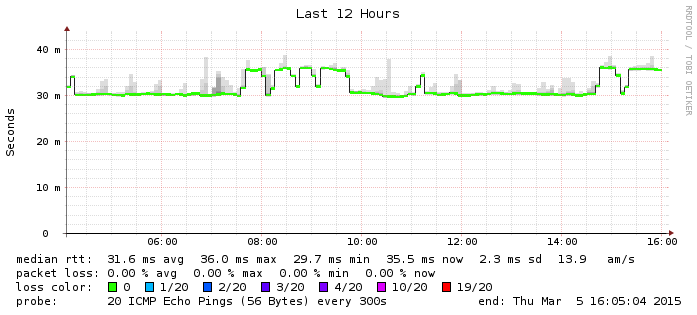 Last 12 Hours
RRDTOOL / TOBI OETIKER
Seconds
40 m
30 m
20 m
10 m
0
06:00 08:00 10:00 12:00 14:00 16:00
median rtt: 31.6 ms avg 36.0 ms max 29.7 ms min 35.5 ms now 2.3 ms sd 13.9 am/s
packet loss: 0.00 % avg 0.00 % max 0.00 % min 0.00 % now
loss color: 0 1/20 2/20 3/20 4/20 10/20 19/20
probe: 20 ICMP Echo Pings (56 Bytes) every 300s end: Thu Mar 5 16:05:04 2015